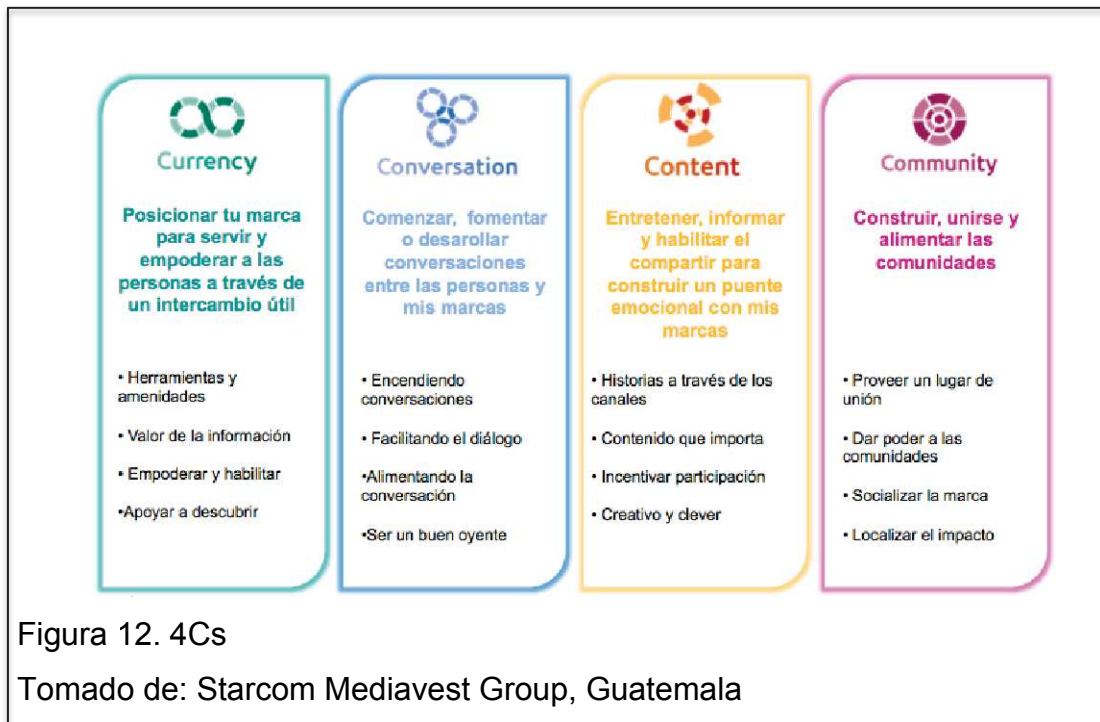 Currency
Posicionar tu marca
para servir y
empoderar a las
personas a través de
un intercambio útil
• Herramientas y
amenidades
• Valor de la información
• Empoderar y habilitar
•Apoyar a descubrir
Conversation
Comenzar, fomentar
o desarollar
conversaciones
entre las personas y
mis marcas
• Encendiendo
conversaciones
• Facilitando el diálogo
•Alimentando la
conversación
•Ser un buen oyente
Content
Entretener, informar
y habilitar el
compartir para
construir un puente
emocional con mis
marcas
• Historias a través de los
canales
• Contenido que importa
• Incentivar participación
• Creativo y clever
Community
Construir, unirse y
alimentar las
comunidades
• Proveer un lugar de
unión
• Dar poder a las
comunidades
• Socializar la marca
• Localizar el impacto
Figura 12. 4Cs
Tomado de: Starcom Mediavest Group, Guatemala